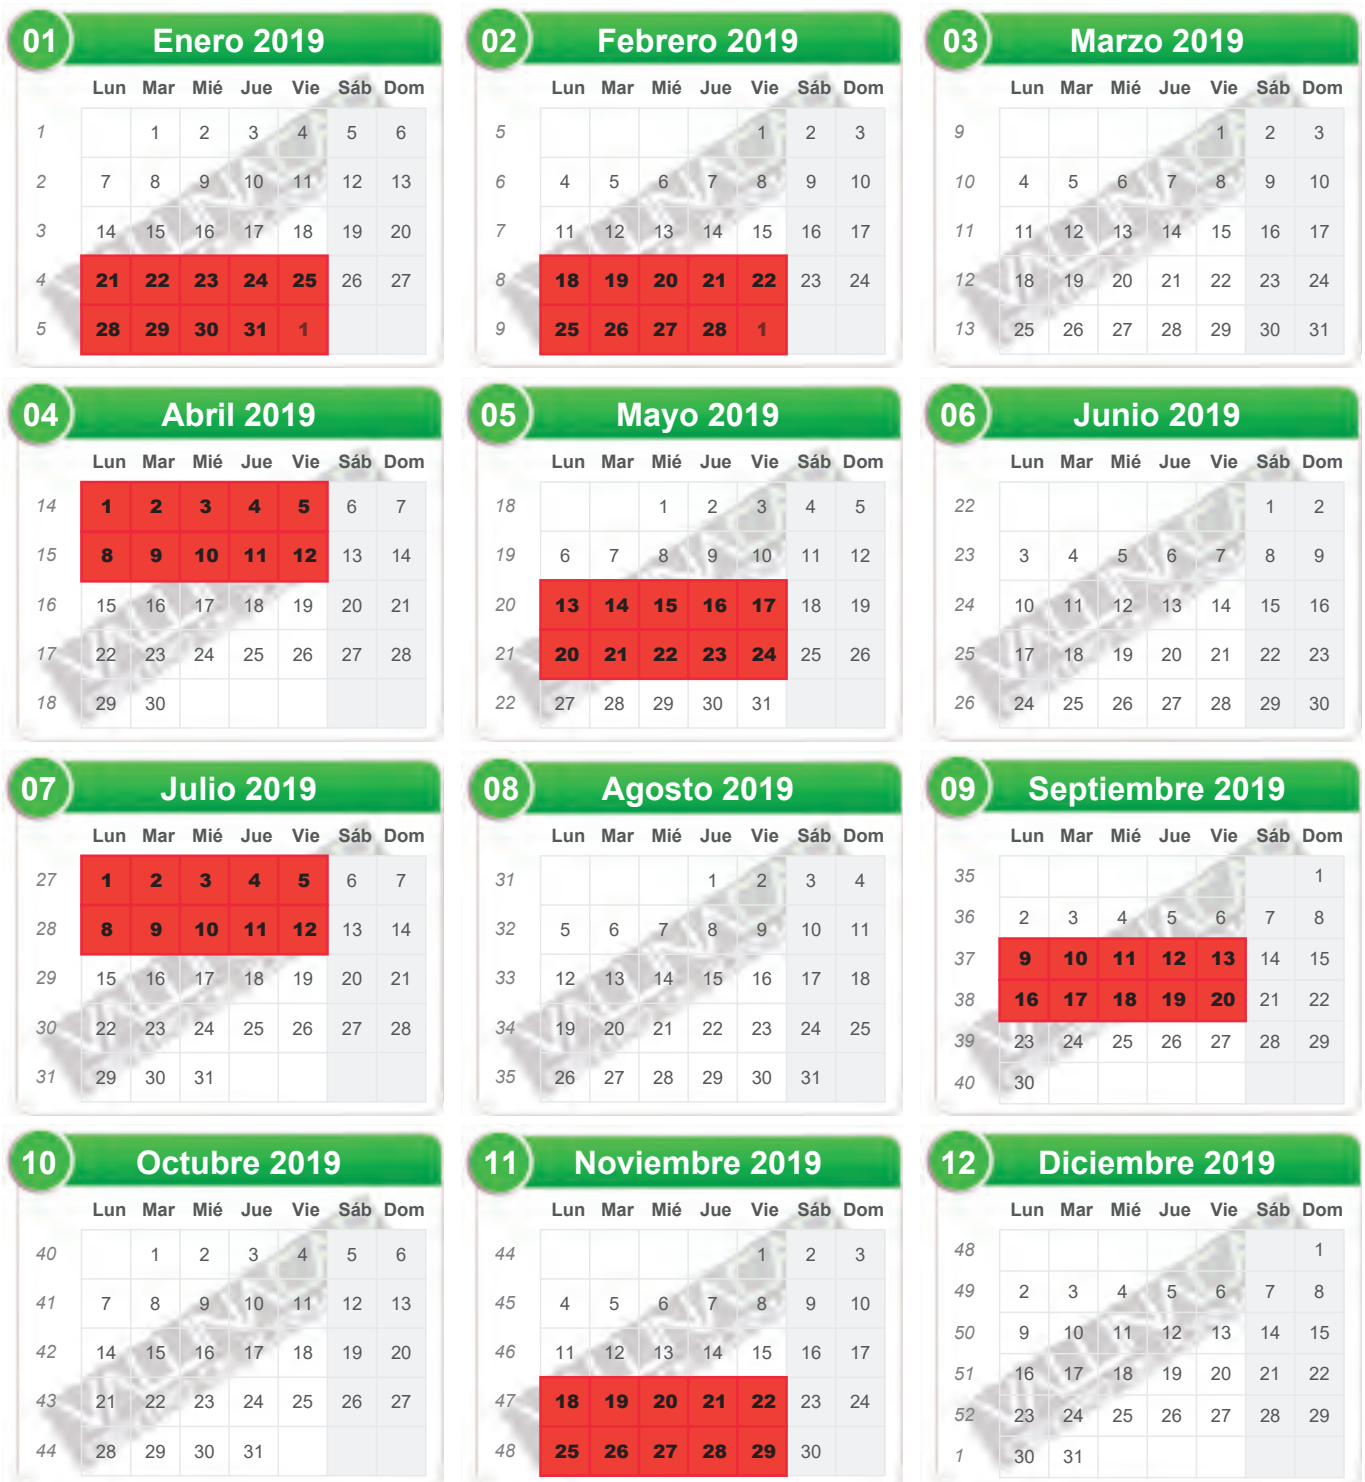 01 Enero 2019
Lun Mar Mié Jue Vie Sáb Dom
1 1 2 3 4 5 6
2 7 8 9 10 11 12 13
3 14 15 16 17 18 19 20
4 21 22 23 24 25 26 27
5 28 29 30 31 1
02 Febrero 2019
Lun Mar Mié Jue Vie Sáb Dom
5 1 2 3
6 4 5 6 7 8 9 10
7 11 12 13 14 15 16 17
8 18 19 20 21 22 23 24
9 25 26 27 28 1
03 Marzo 2019
Lun Mar Mié Jue Vie Sáb Dom
9 1 2 3
10 4 5 6 7 8 9 10
11 11 12 13 14 15 16 17
12 18 19 20 21 22 23 24
13 25 26 27 28 29 30 31
04 Abril 2019
Lun Mar Mié Jue Vie Sáb Dom
14 1 2 3 4 5 6 7
15 8 9 10 11 12 13 14
16 15 16 17 18 19 20 21
17 22 23 24 25 26 27 28
18 29 30
05 Mayo 2019
Lun Mar Mié Jue Vie Sáb Dom
18 1 2 3 4 5
19 6 7 8 9 10 11 12
20 13 14 15 16 17 18 19
21 20 21 22 23 24 25 26
22 27 28 29 30 31
06 Junio 2019
Lun Mar Mié Jue Vie Sáb Dom
22 1 2
23 3 4 5 6 7 8 9
24 10 11 12 13 14 15 16
25 17 18 19 20 21 22 23
26 24 25 26 27 28 29 30
07 Julio 2019
Lun Mar Mié Jue Vie Sáb Dom
27 1 2 3 4 5 6 7
28 8 9 10 11 12 13 14
29 15 16 17 18 19 20 21
30 22 23 24 25 26 27 28
31 29 30 31
08 Agosto 2019
Lun Mar Mié Jue Vie Sáb Dom
31 1 2 3 4
32 5 6 7 8 9 10 11
33 12 13 14 15 16 17 18
34 19 20 21 22 23 24 25
35 26 27 28 29 30 31
09 Septiembre 2019
Lun Mar Mié Jue Vie Sáb Dom
35 1
36 2 3 4 5 6 7 8
37 9 10 11 12 13 14 15
38 16 17 18 19 20 21 22
39 23 24 25 26 27 28 29
40 30
10 Octubre 2019
Lun Mar Mié Jue Vie Sáb Dom
40 1 2 3 4 5 6
41 7 8 9 10 11 12 13
42 14 15 16 17 18 19 20
43 21 22 23 24 25 26 27
44 28 29 30 31
11 Noviembre 2019
Lun Mar Mié Jue Vie Sáb Dom
44 1 2 3
45 4 5 6 7 8 9 10
46 11 12 13 14 15 16 17
47 18 19 20 21 22 23 24
48 25 26 27 28 29 30
12 Diciembre 2019
Lun Mar Mié Jue Vie Sáb Dom
48 1
49 2 3 4 5 6 7 8
50 9 10 11 12 13 14 15
51 16 17 18 19 20 21 22
52 23 24 25 26 27 28 29
1 30 31